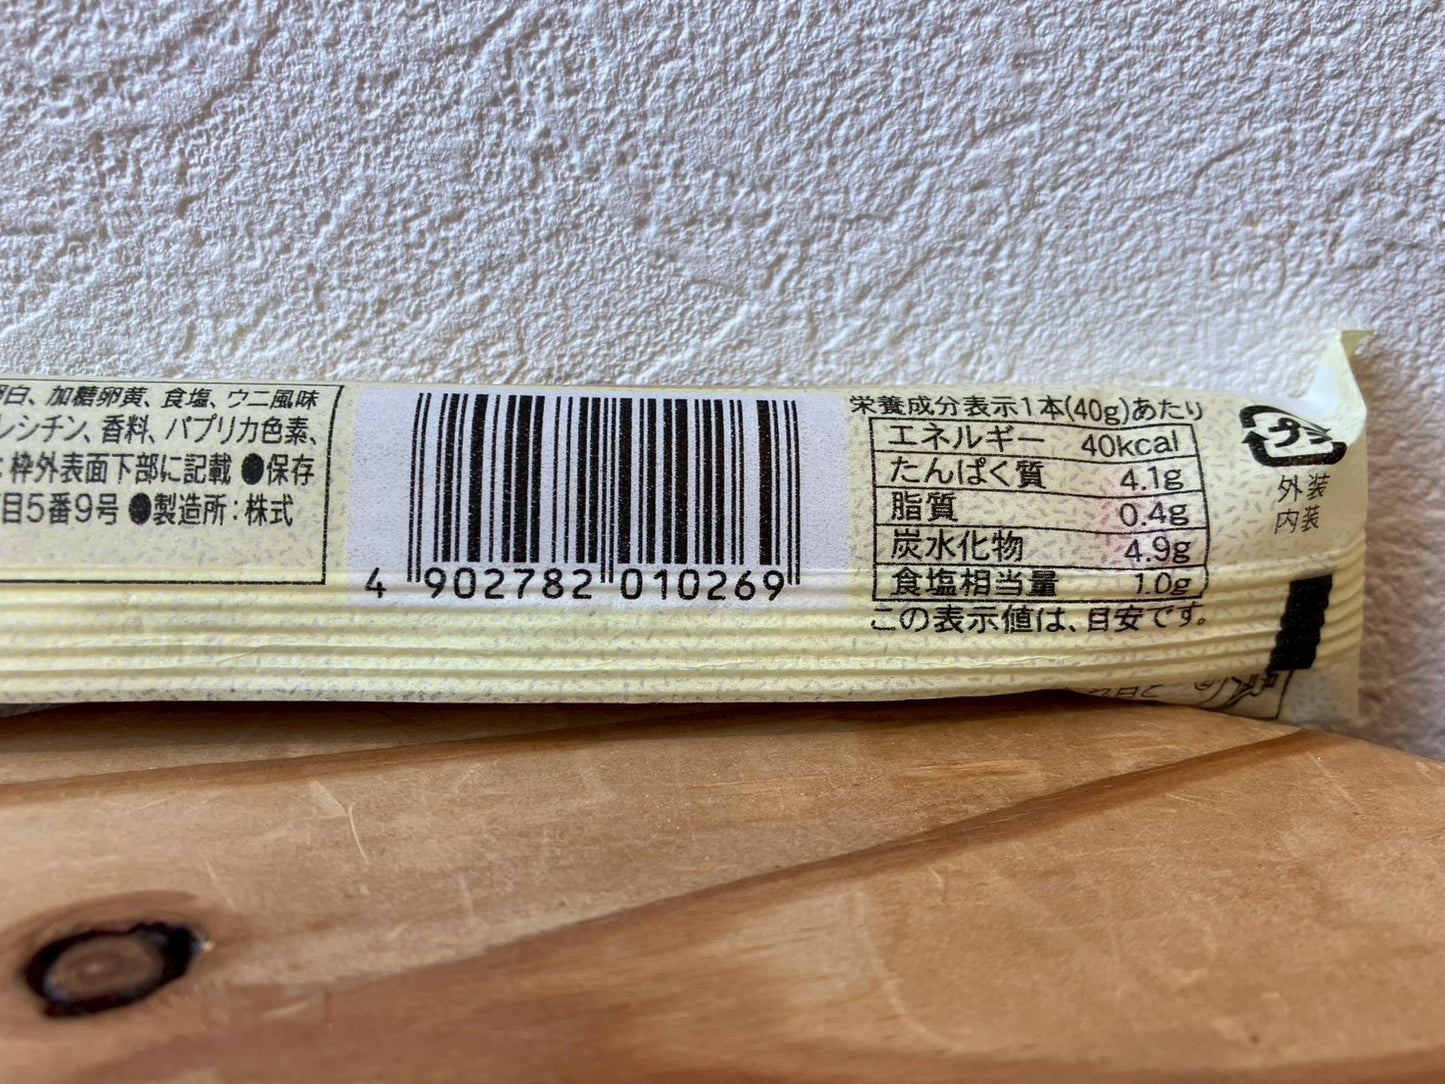 白、加糖卵黄、食塩、ウニ風味
レシチン、香料、パプリカ色素、
枠外表面下部に記載 ●保存
目5番9号 ●製造所:株式
4 902782 010269
栄養成分表示1本(40g)あたり
エネルギー 40kcal
たんぱく質 4.1g
脂質 0.4g
炭水化物 4.9g
食塩相当量 1.0g
この表示値は、目安です。
プラ
外装
内装